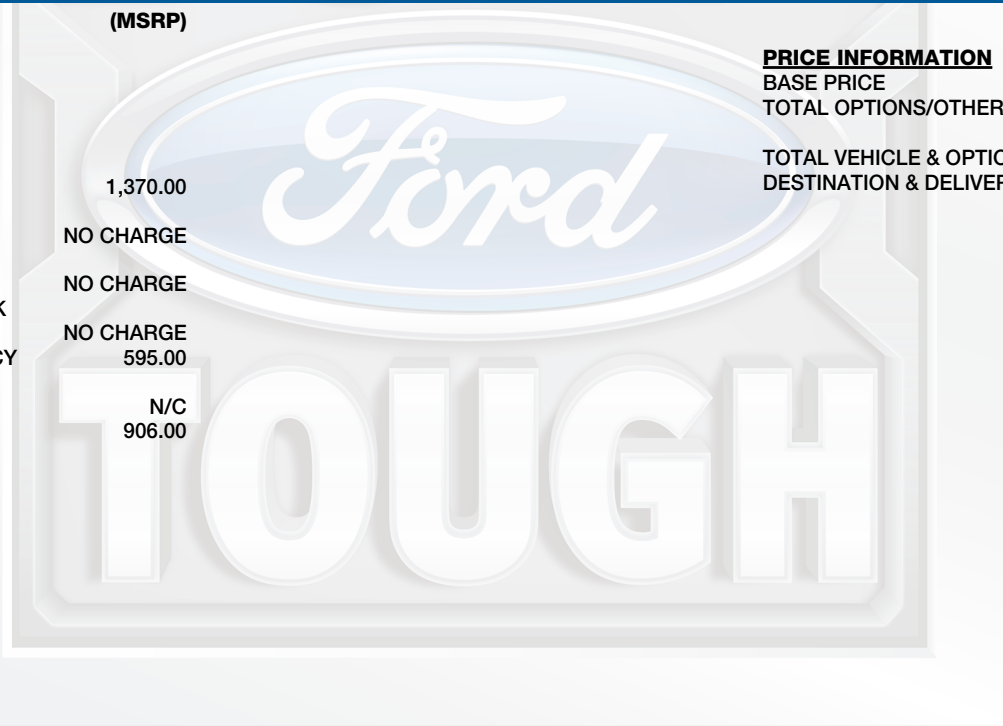 (MSRP)
1,370.00
NO CHARGE
NO CHARGE
K
NO CHARGE
CY 595.00
N/C
906.00
PRICE INFORMATION
BASE PRICE
TOTAL OPTIONS/OTHER
TOTAL VEHICLE & OPTIO
DESTINATION & DELIVER
Ford
TOUGH